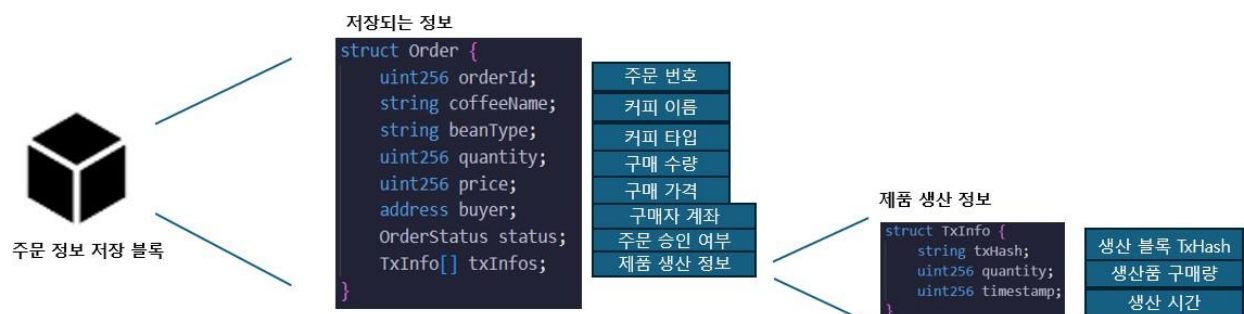 저장되는 정보
struct Order {
uint256 orderId;
string coffeeName;
string beanType;
uint256 quantity;
uint256 price;
address buyer;
OrderStatus status;
TxInfo[] txInfos;
}
주문 번호
커피 이름
커피 타입
구매 수량
구매 가격
구매자 계좌
주문 승인 여부
제품 생산 정보
주문 정보 저장 블록
제품 생산 정보
struct TxInfo {
string txHash;
uint256 quantity;
uint256 timestamp;
}
생산 블록 TxHash
생산품 구매량
생산 시간